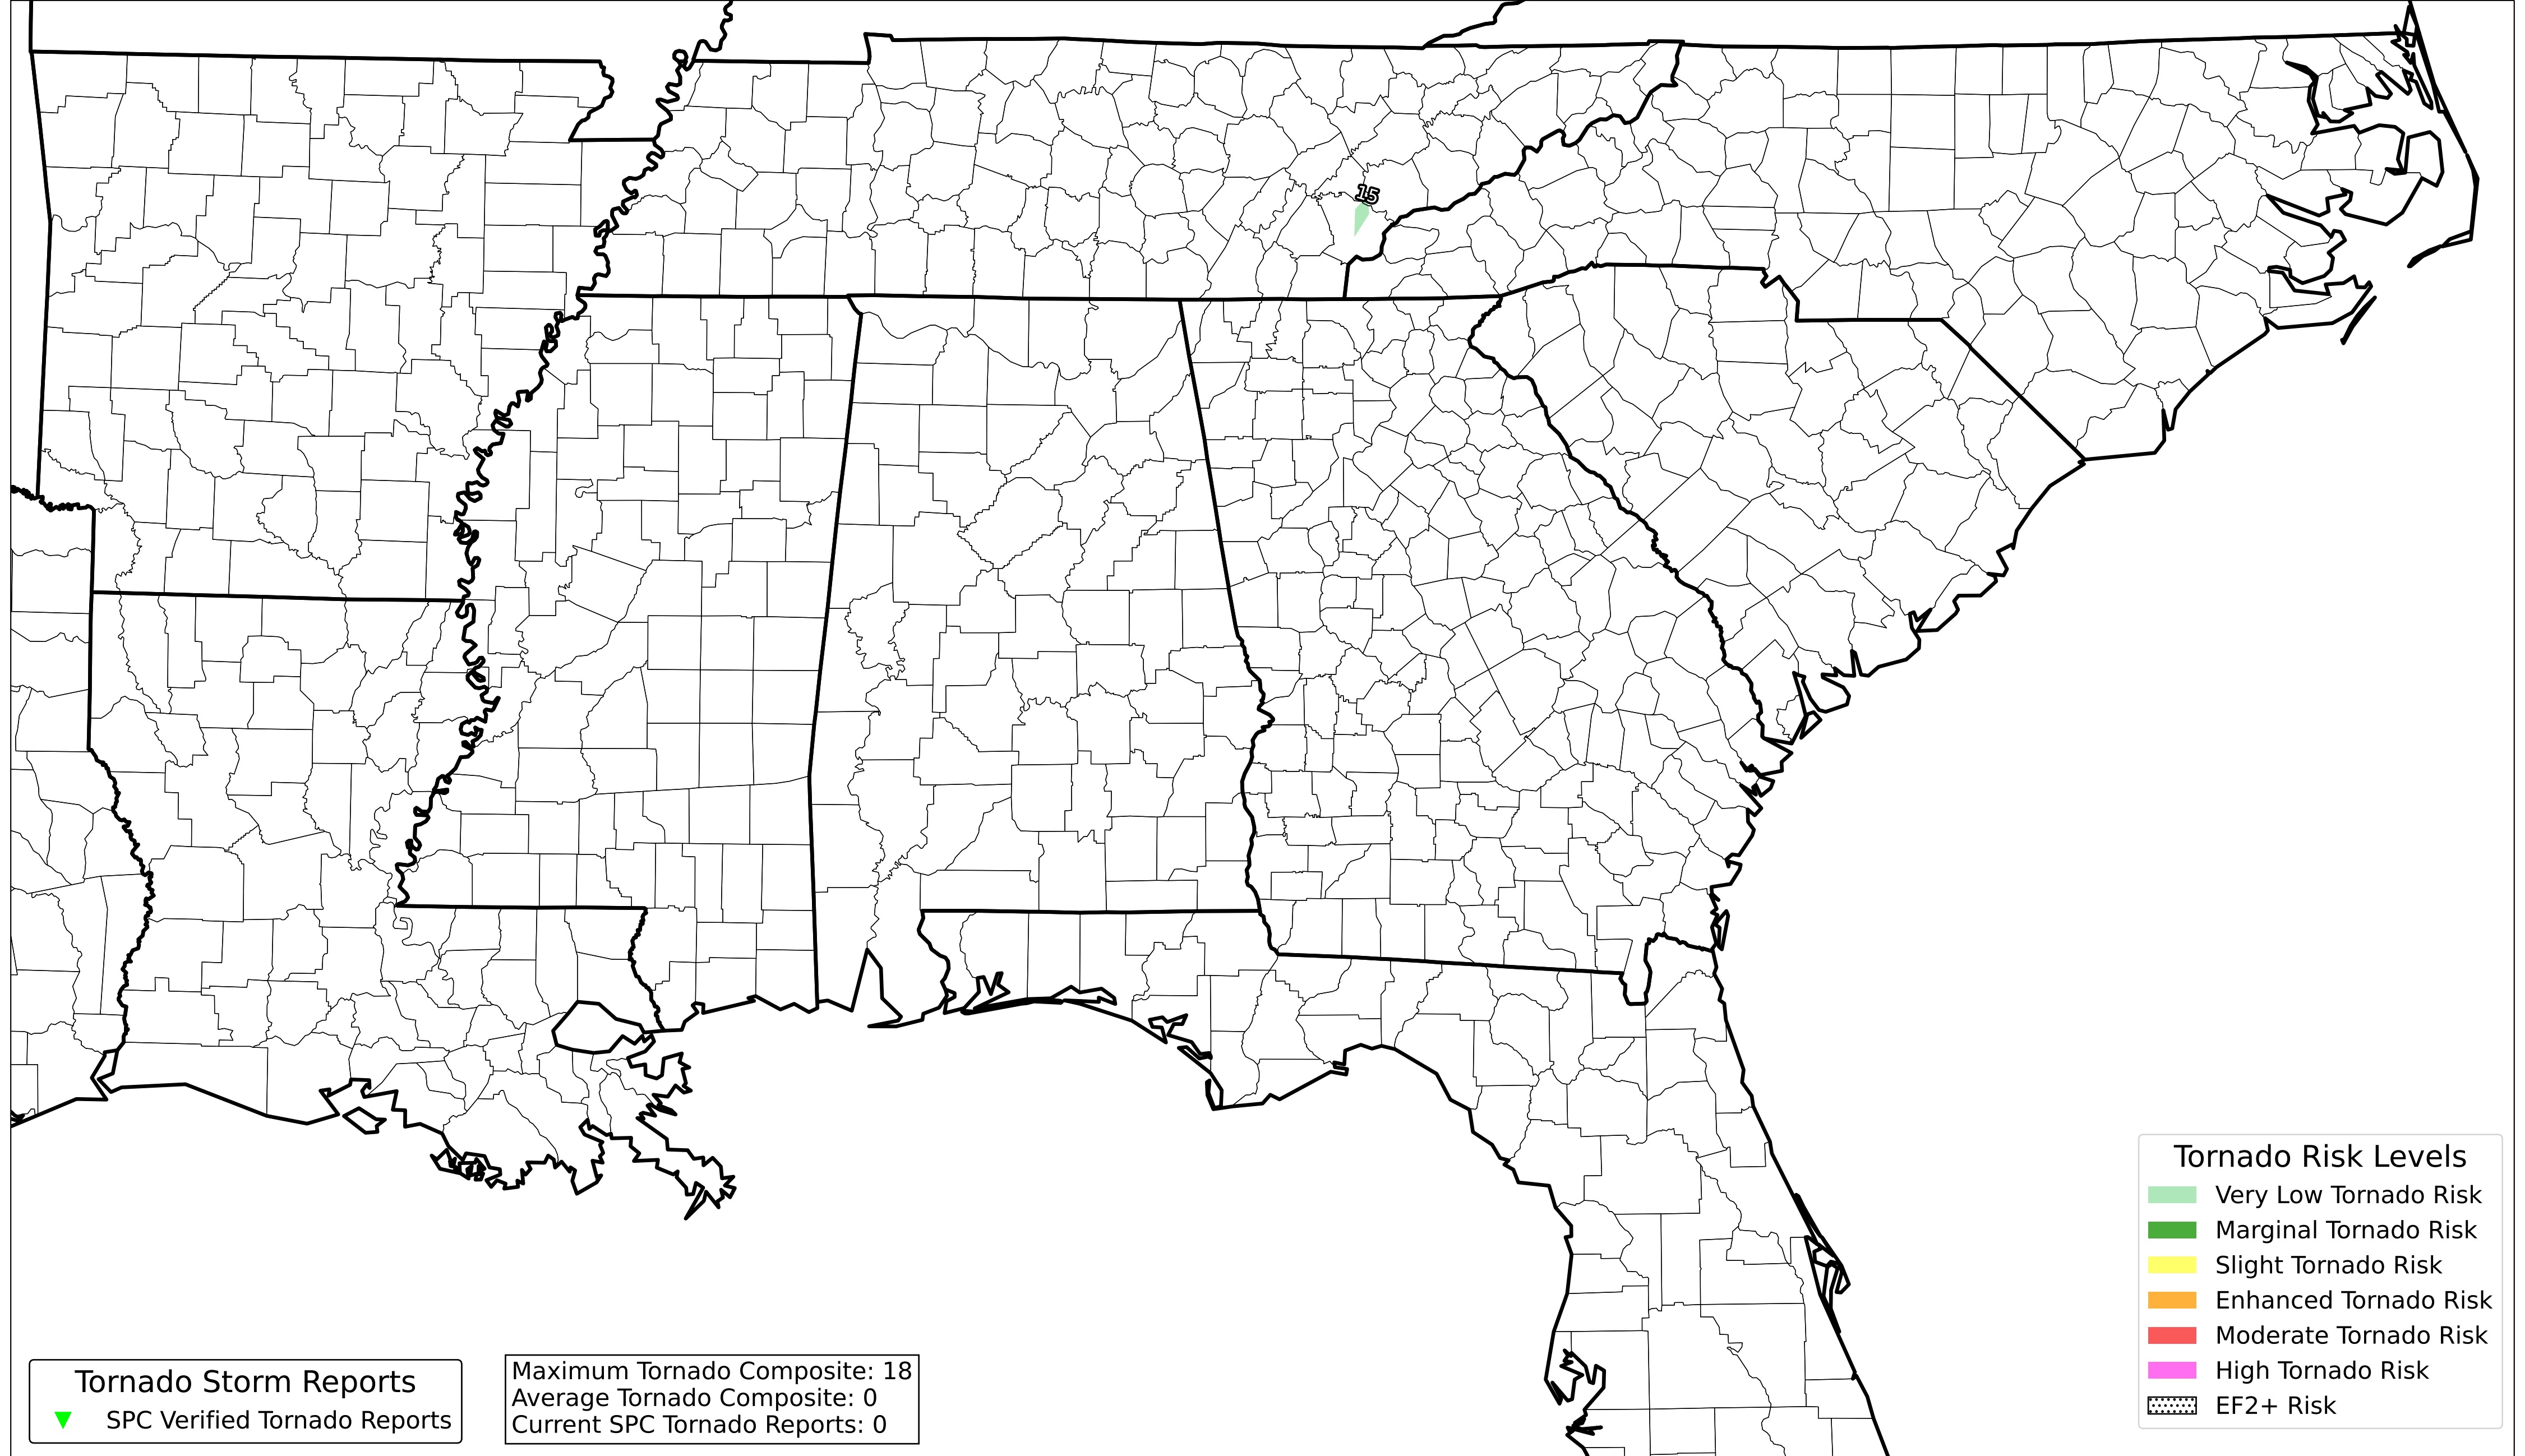 15
Tornado Risk Levels
Very Low Tornado Risk
Marginal Tornado Risk
Slight Tornado Risk
Enhanced Tornado Risk
Moderate Tornado Risk
High Tornado Risk
EF2+ Risk
Tornado Storm Reports
SPC Verified Tornado Reports
Maximum Tornado Composite: 18
Average Tornado Composite: 0
Current SPC Tornado Reports: 0